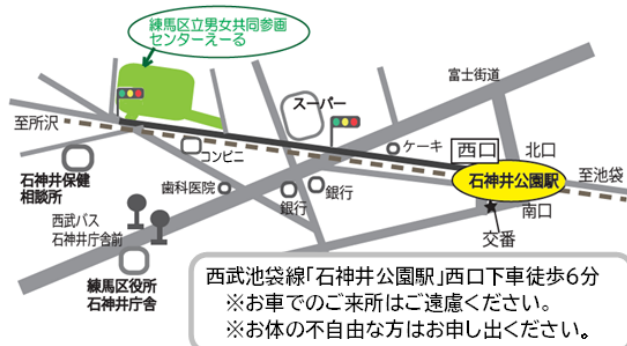 練馬区立男女共同参画
センターえーる
富士街道
スーパー
至所沢
コンビニ
ケーキ
西口
北口
石神井公園駅
至池袋
石神井保健
相談所
歯科医院
銀行
銀行
南口
交番
西武バス
石神井庁舎前
練馬区役所
石神井庁舎
西武池袋線「石神井公園駅」西口下車徒歩6分
※お車でのご来所はご遠慮ください。
※お体の不自由な方はお申し出ください。